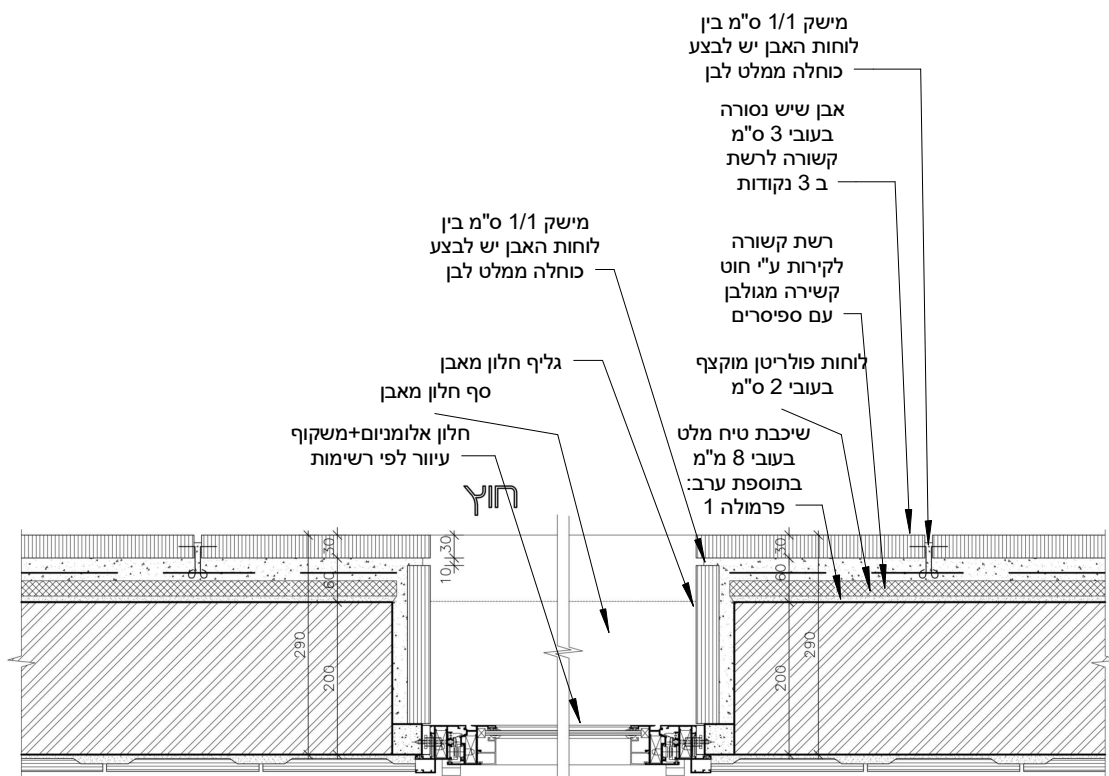 מישק 1/1 ס"מ בין
לוחות האבן יש לבצע
כוחלה ממלט לבן
אבן שיש נסורה
בעובי 3 ס"מ
קשורה לרשת
ב 3 נקודות
מישק 1/1 ס"מ בין
לוחות האבן יש לבצע
כוחלה ממלט לבן
רשת קשורה
לקירות ע"י חוט
קשירה מגולבן
עם ספיסרים
גליף חלון מאבן
לוחות פולריטן מוקצף
בעובי 2 ס"מ
סף חלון מאבן
חלון אלומניום+משקוף
עיוור לפי רשימות
שיכבת טיח מלט
בעובי 8 מ"מ
בתוספת ערב:
פרמולה 1
חוץ
30
60
290
200
30
10
30
60
200
290